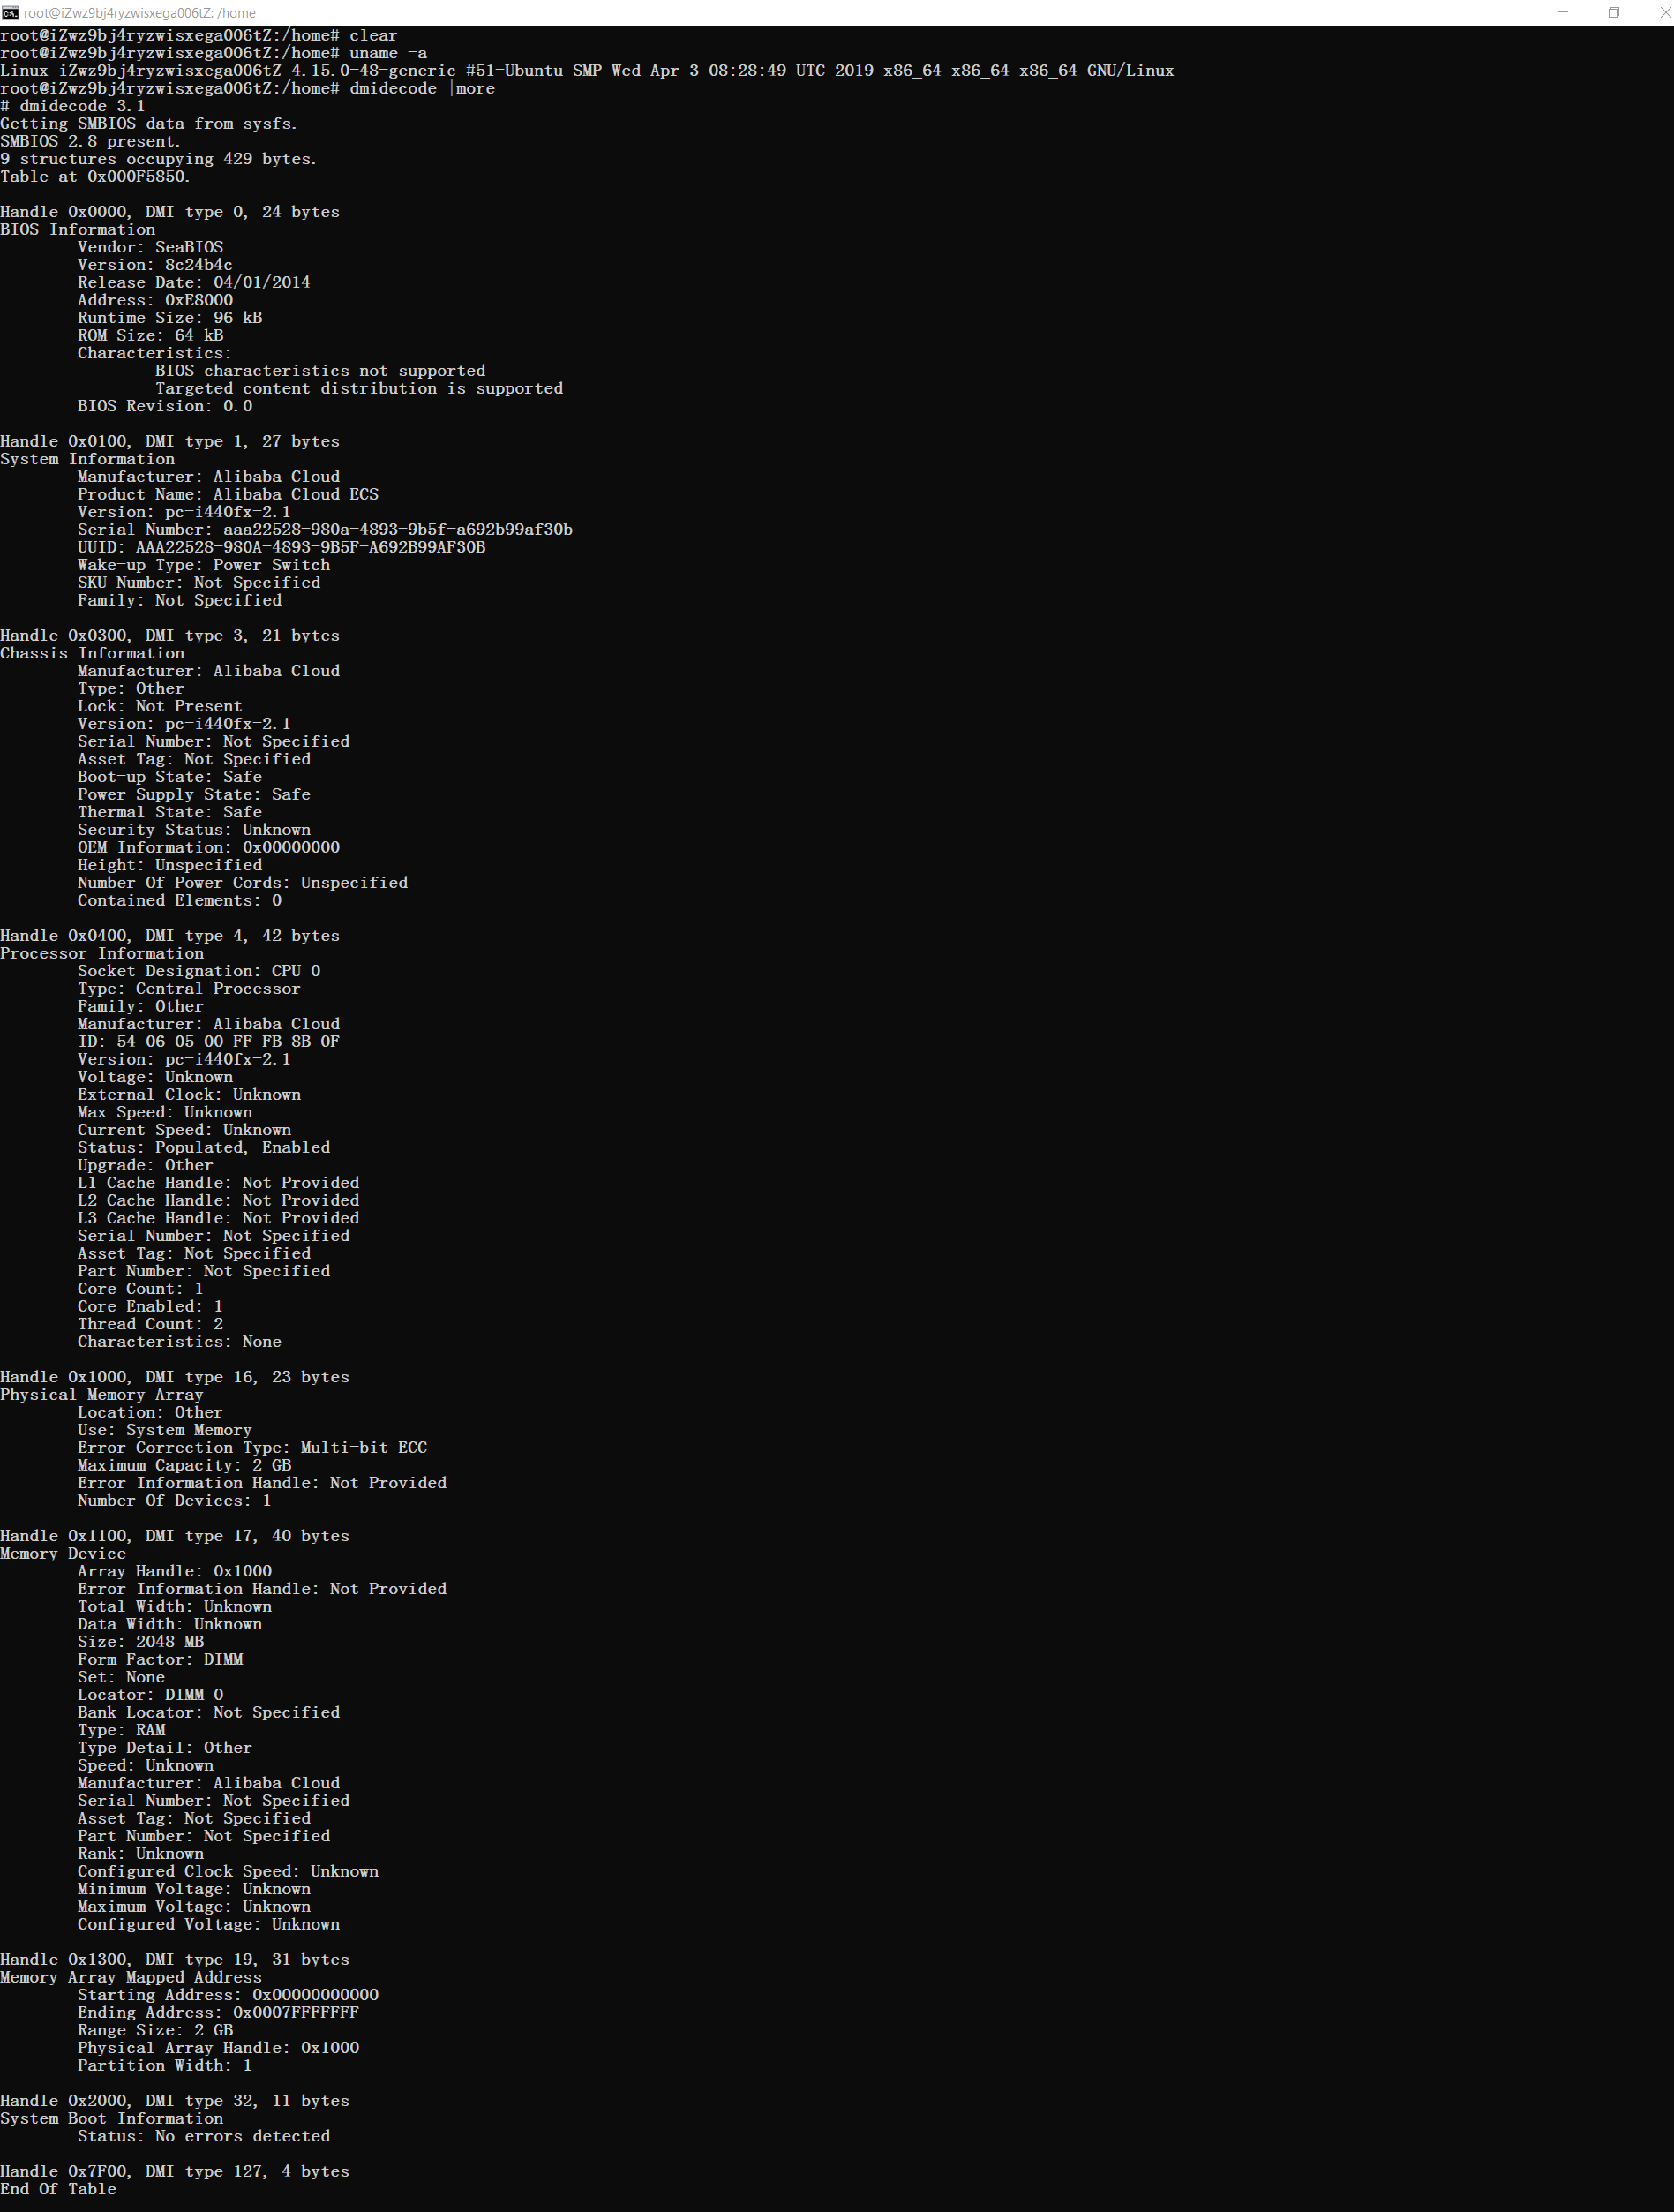 root@iZwz9bj4ryzwisxega006tZ: /home
root@iZwz9bj4ryzwisxega006tZ:/home# clear
root@iZwz9bj4ryzwisxega006tZ:/home# uname -a
Linux iZwz9bj4ryzwisxega006tZ 4.15.0-48-generic #51-Ubuntu SMP Wed Apr 3 08:28:49 UTC 2019 x86_64 x86_64 x86_64 GNU/Linux
root@iZwz9bj4ryzwisxega006tZ:/home# dmidecode |more
# dmidecode 3.1
Getting SMBIOS data from sysfs.
SMBIOS 2.8 present.
9 structures occupying 429 bytes.
Table at 0x000F5850.
Handle 0x0000, DMI type 0, 24 bytes
BIOS Information
Vendor: SeaBIOS
Version: 8c24b4c
Release Date: 04/01/2014
Address: 0xE8000
Runtime Size: 96 kB
ROM Size: 64 kB
Characteristics:
BIOS characteristics not supported
Targeted content distribution is supported
BIOS Revision: 0.0
Handle 0x0100, DMI type 1, 27 bytes
System Information
Manufacturer: Alibaba Cloud
Product Name: Alibaba Cloud ECS
Version: pc-i440fx-2.1
Serial Number: aaa22528-980a-4893-9b5f-a692b99af30b
UUID: AAA22528-980A-4893-9B5F-A692B99AF30B
Wake-up Type: Power Switch
SKU Number: Not Specified
Family: Not Specified
Handle 0x0300, DMI type 3, 21 bytes
Chassis Information
Manufacturer: Alibaba Cloud
Type: Other
Lock: Not Present
Version: pc-i440fx-2.1
Serial Number: Not Specified
Asset Tag: Not Specified
Boot-up State: Safe
Power Supply State: Safe
Thermal State: Safe
Security Status: Unknown
OEM Information: 0x00000000
Height: Unspecified
Number Of Power Cords: Unspecified
Contained Elements: 0
Handle 0x0400, DMI type 4, 42 bytes
Processor Information
Socket Designation: CPU 0
Type: Central Processor
Family: Other
Manufacturer: Alibaba Cloud
ID: 54 06 05 00 FF FB 8B 0F
Version: pc-i440fx-2.1
Voltage: Unknown
External Clock: Unknown
Max Speed: Unknown
Current Speed: Unknown
Status: Populated, Enabled
Upgrade: Other
L1 Cache Handle: Not Provided
L2 Cache Handle: Not Provided
L3 Cache Handle: Not Provided
Serial Number: Not Specified
Asset Tag: Not Specified
Part Number: Not Specified
Core Count: 1
Core Enabled: 1
Thread Count: 2
Characteristics: None
Handle 0x1000, DMI type 16, 23 bytes
Physical Memory Array
Location: Other
Use: System Memory
Error Correction Type: Multi-bit ECC
Maximum Capacity: 2 GB
Error Information Handle: Not Provided
Number Of Devices: 1
Handle 0x1100, DMI type 17, 40 bytes
Memory Device
Array Handle: 0x1000
Error Information Handle: Not Provided
Total Width: Unknown
Data Width: Unknown
Size: 2048 MB
Form Factor: DIMM
Set: None
Locator: DIMM 0
Bank Locator: Not Specified
Type: RAM
Type Detail: Other
Speed: Unknown
Manufacturer: Alibaba Cloud
Serial Number: Not Specified
Asset Tag: Not Specified
Part Number: Not Specified
Rank: Unknown
Configured Clock Speed: Unknown
Minimum Voltage: Unknown
Maximum Voltage: Unknown
Configured Voltage: Unknown
Handle 0x1300, DMI type 19, 31 bytes
Memory Array Mapped Address
Starting Address: 0x00000000000
Ending Address: 0x0007FFFFFFF
Range Size: 2 GB
Physical Array Handle: 0x1000
Partition Width: 1
Handle 0x2000, DMI type 32, 11 bytes
System Boot Information
Status: No errors detected
Handle 0x7F00, DMI type 127, 4 bytes
End Of Table